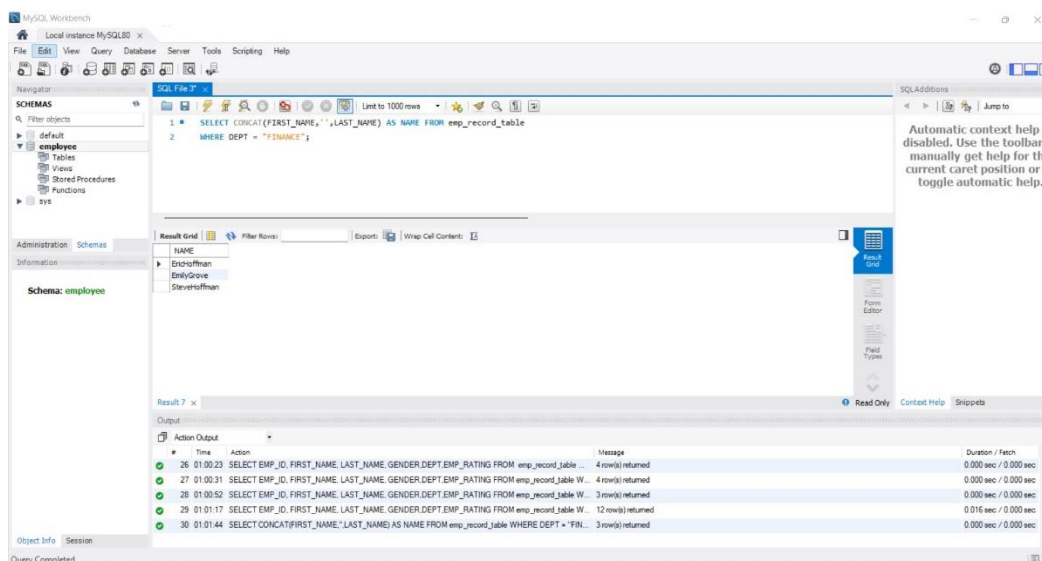 MySQL Workbench
Local instance MySQL80 ×
File Edit View Query Database Server Tools Scripting Help
Navigator
SCHEMAS
Filter objects
default
employee
Tables
Views
Stored Procedures
Functions
sys
Administration Schemas
Information
Schema: employee
Object Info Session
Query Completed
SQL File 3* ×
Limit to 1000 rows
1 SELECT CONCAT(FIRST_NAME,'',LAST_NAME) AS NAME FROM emp_record_table
2 WHERE DEPT = "FINANCE";
Result Grid Filter Rows: Export: Wrap Cell Content:
NAME
EricHoffman
EmilyGrove
SteveHoffman
Result Grid
Form Editor
Field Types
Result 7 ×
Read Only
SQLAdditions
Jump to
Automatic context help
disabled. Use the toolbar
manually get help for th
current caret position or
toggle automatic help.
Context Help Snippets
Output
Action Output
# Time Action Message Duration / Fetch
26 01:00:23 SELECT EMP_ID, FIRST_NAME, LAST_NAME, GENDER,DEPT,EMP_RATING FROM emp_record_table ... 4 row(s) returned 0.000 sec / 0.000 sec
27 01:00:31 SELECT EMP_ID, FIRST_NAME, LAST_NAME, GENDER,DEPT,EMP_RATING FROM emp_record_table W... 4 row(s) returned 0.000 sec / 0.000 sec
28 01:00:52 SELECT EMP_ID, FIRST_NAME, LAST_NAME, GENDER,DEPT,EMP_RATING FROM emp_record_table W... 3 row(s) returned 0.000 sec / 0.000 sec
29 01:01:17 SELECT EMP_ID, FIRST_NAME, LAST_NAME, GENDER,DEPT,EMP_RATING FROM emp_record_table W... 12 row(s) returned 0.016 sec / 0.000 sec
30 01:01:44 SELECT CONCAT(FIRST_NAME,'',LAST_NAME) AS NAME FROM emp_record_table WHERE DEPT = "FIN... 3 row(s) returned 0.000 sec / 0.000 sec